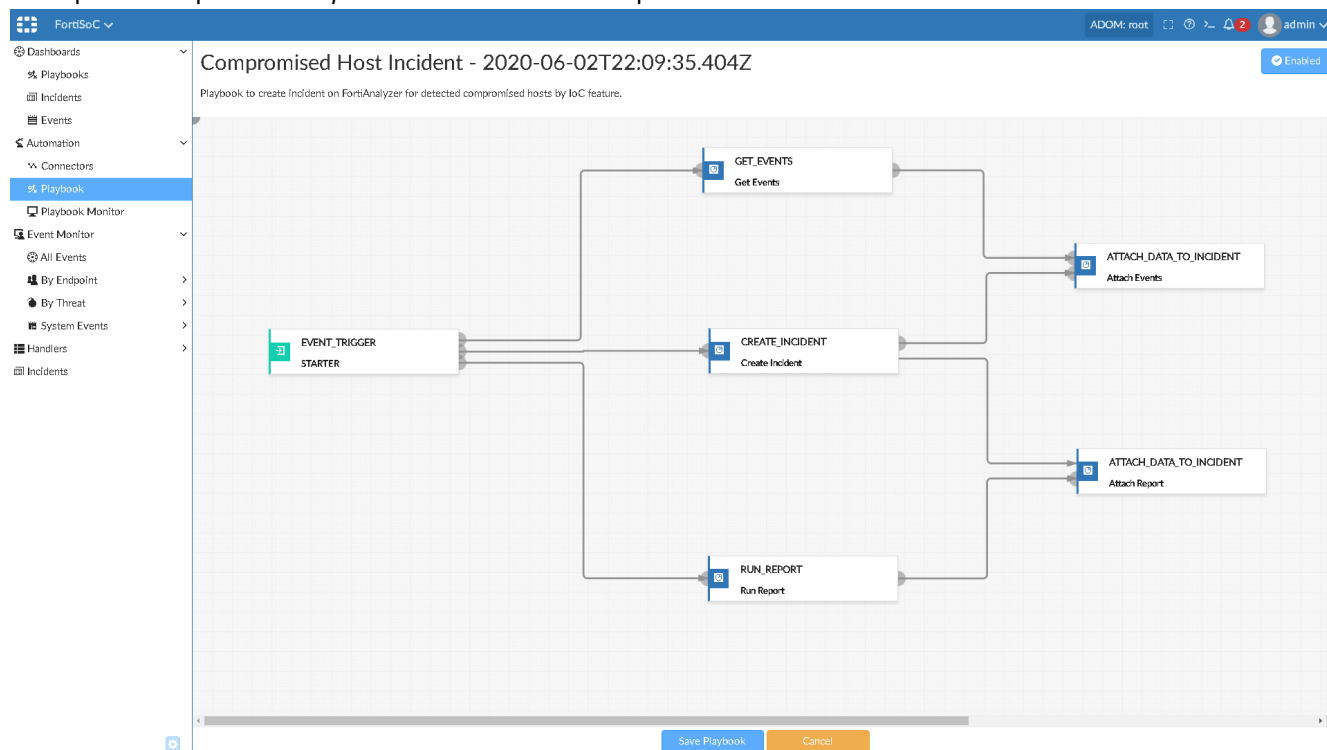 FortiSoC
ADOM: root
2
admin
Dashboards
Playbooks
Incidents
Events
Automation
Connectors
Playbook
Playbook Monitor
Event Monitor
All Events
By Endpoint
By Threat
System Events
Handlers
Incidents
Compromised Host Incident - 2020-06-02T22:09:35.404Z
Enabled
Playbook to create incident on FortiAnalyzer for detected compromised hosts by IoC feature.
GET_EVENTS
Get Events
ATTACH_DATA_TO_INCIDENT
Attach Events
EVENT_TRIGGER
STARTER
CREATE_INCIDENT
Create Incident
ATTACH_DATA_TO_INCIDENT
Attach Report
RUN_REPORT
Run Report
Save Playbook
Cancel